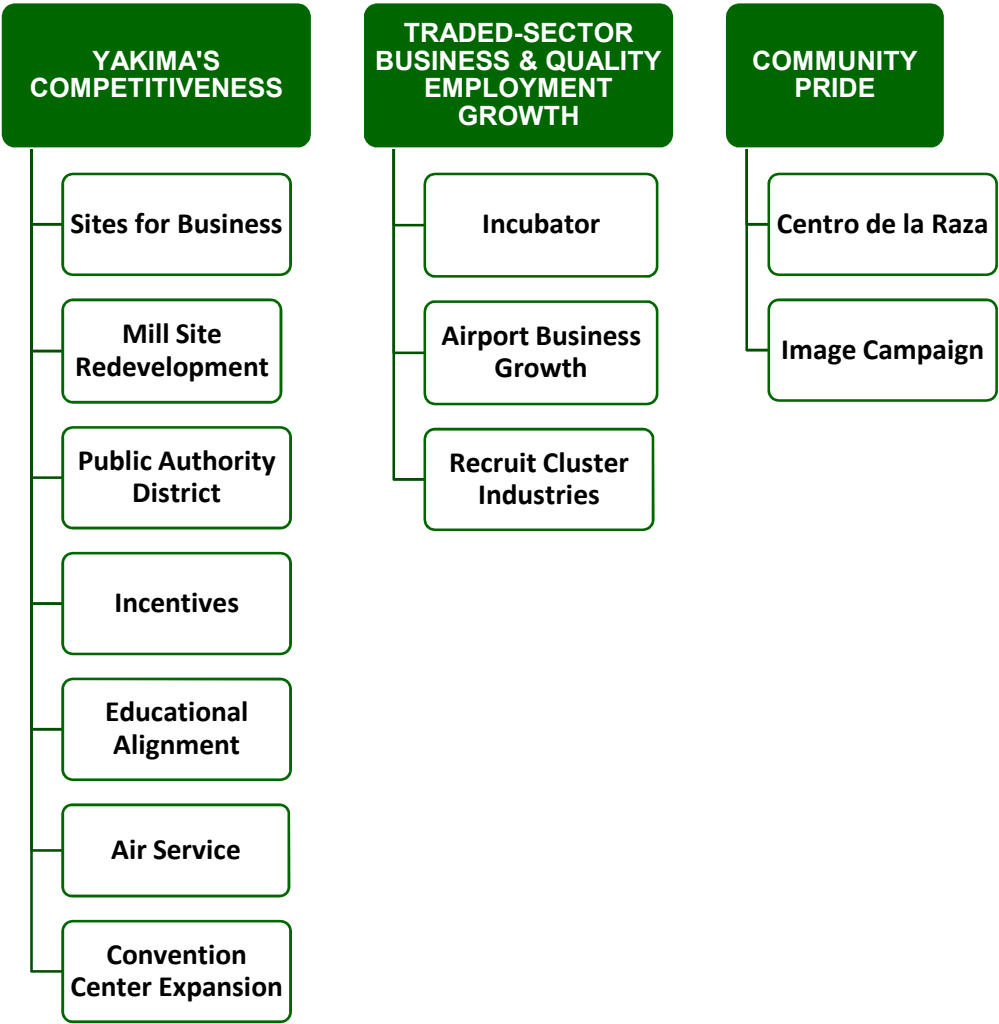 YAKIMA'S
COMPETITIVENESS
Sites for Business
Mill Site
Redevelopment
Public Authority
District
Incentives
Educational
Alignment
Air Service
Convention
Center Expansion
TRADED-SECTOR
BUSINESS & QUALITY
EMPLOYMENT
GROWTH
Incubator
Airport Business
Growth
Recruit Cluster
Industries
COMMUNITY
PRIDE
Centro de la Raza
Image Campaign